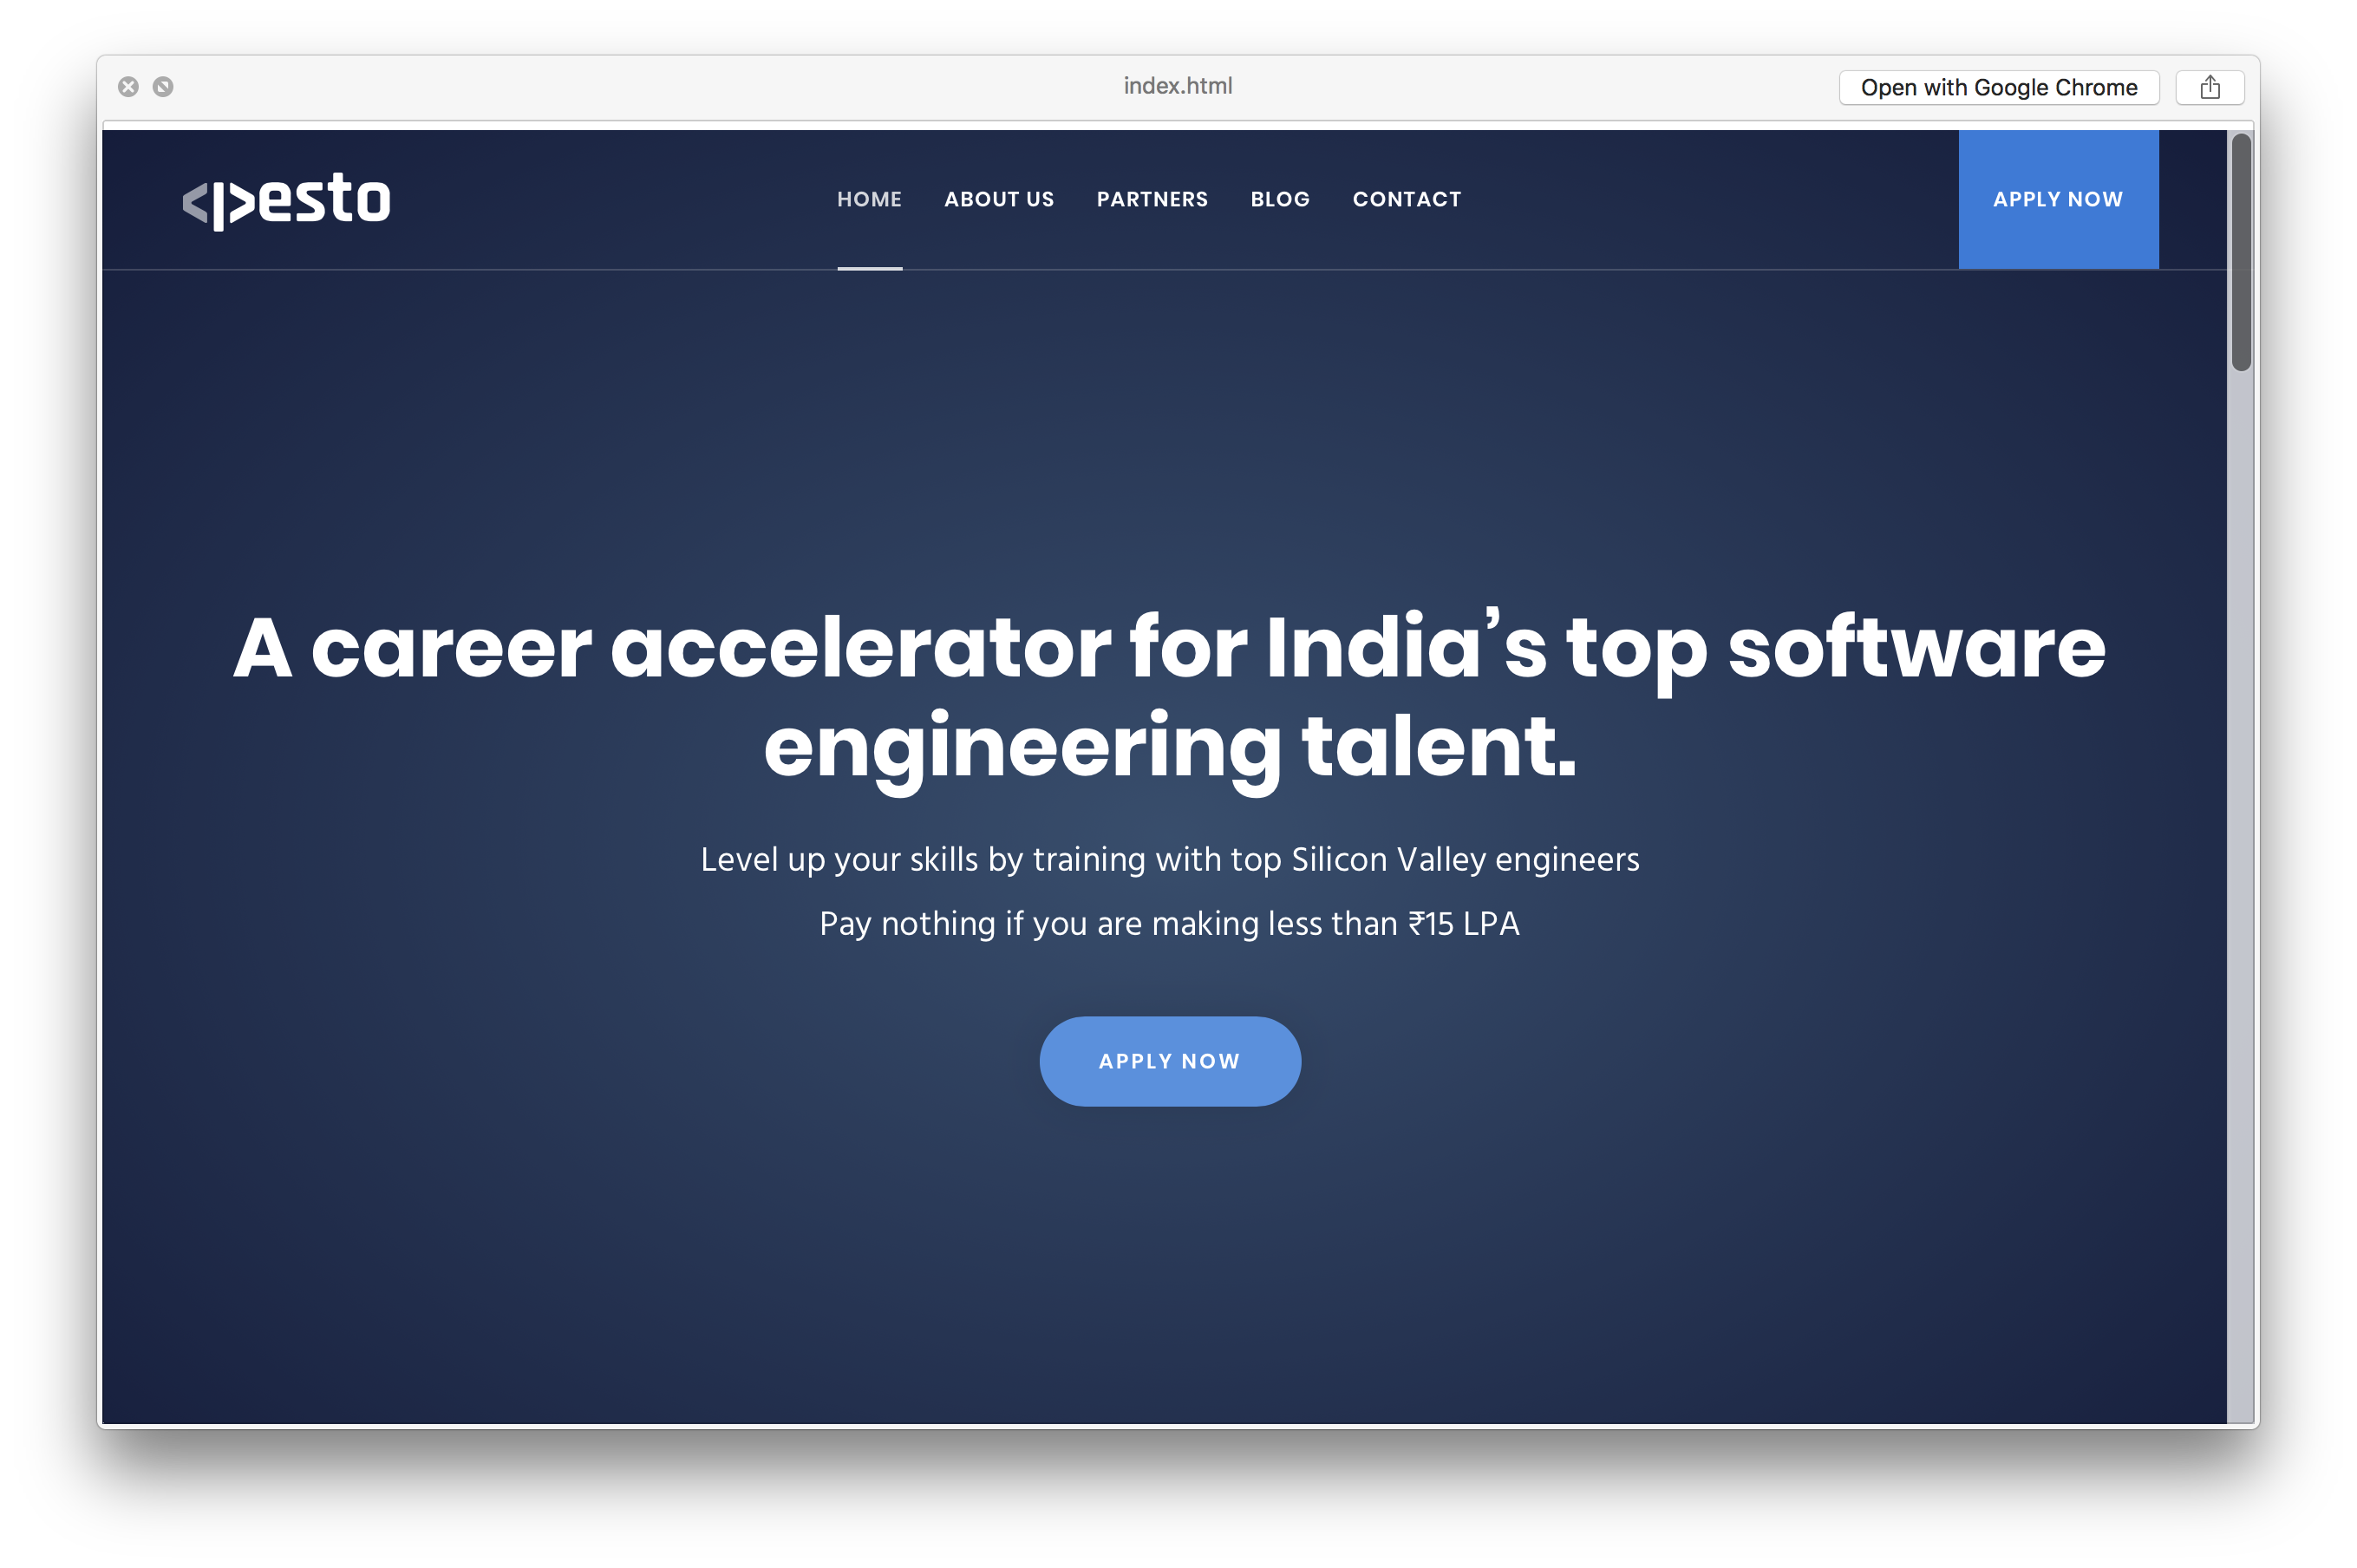 index.html
Open with Google Chrome
<pesto
HOME ABOUT US PARTNERS BLOG CONTACT
APPLY NOW
A career accelerator for India’s top software
engineering talent.
Level up your skills by training with top Silicon Valley engineers
Pay nothing if you are making less than ₹15 LPA
APPLY NOW